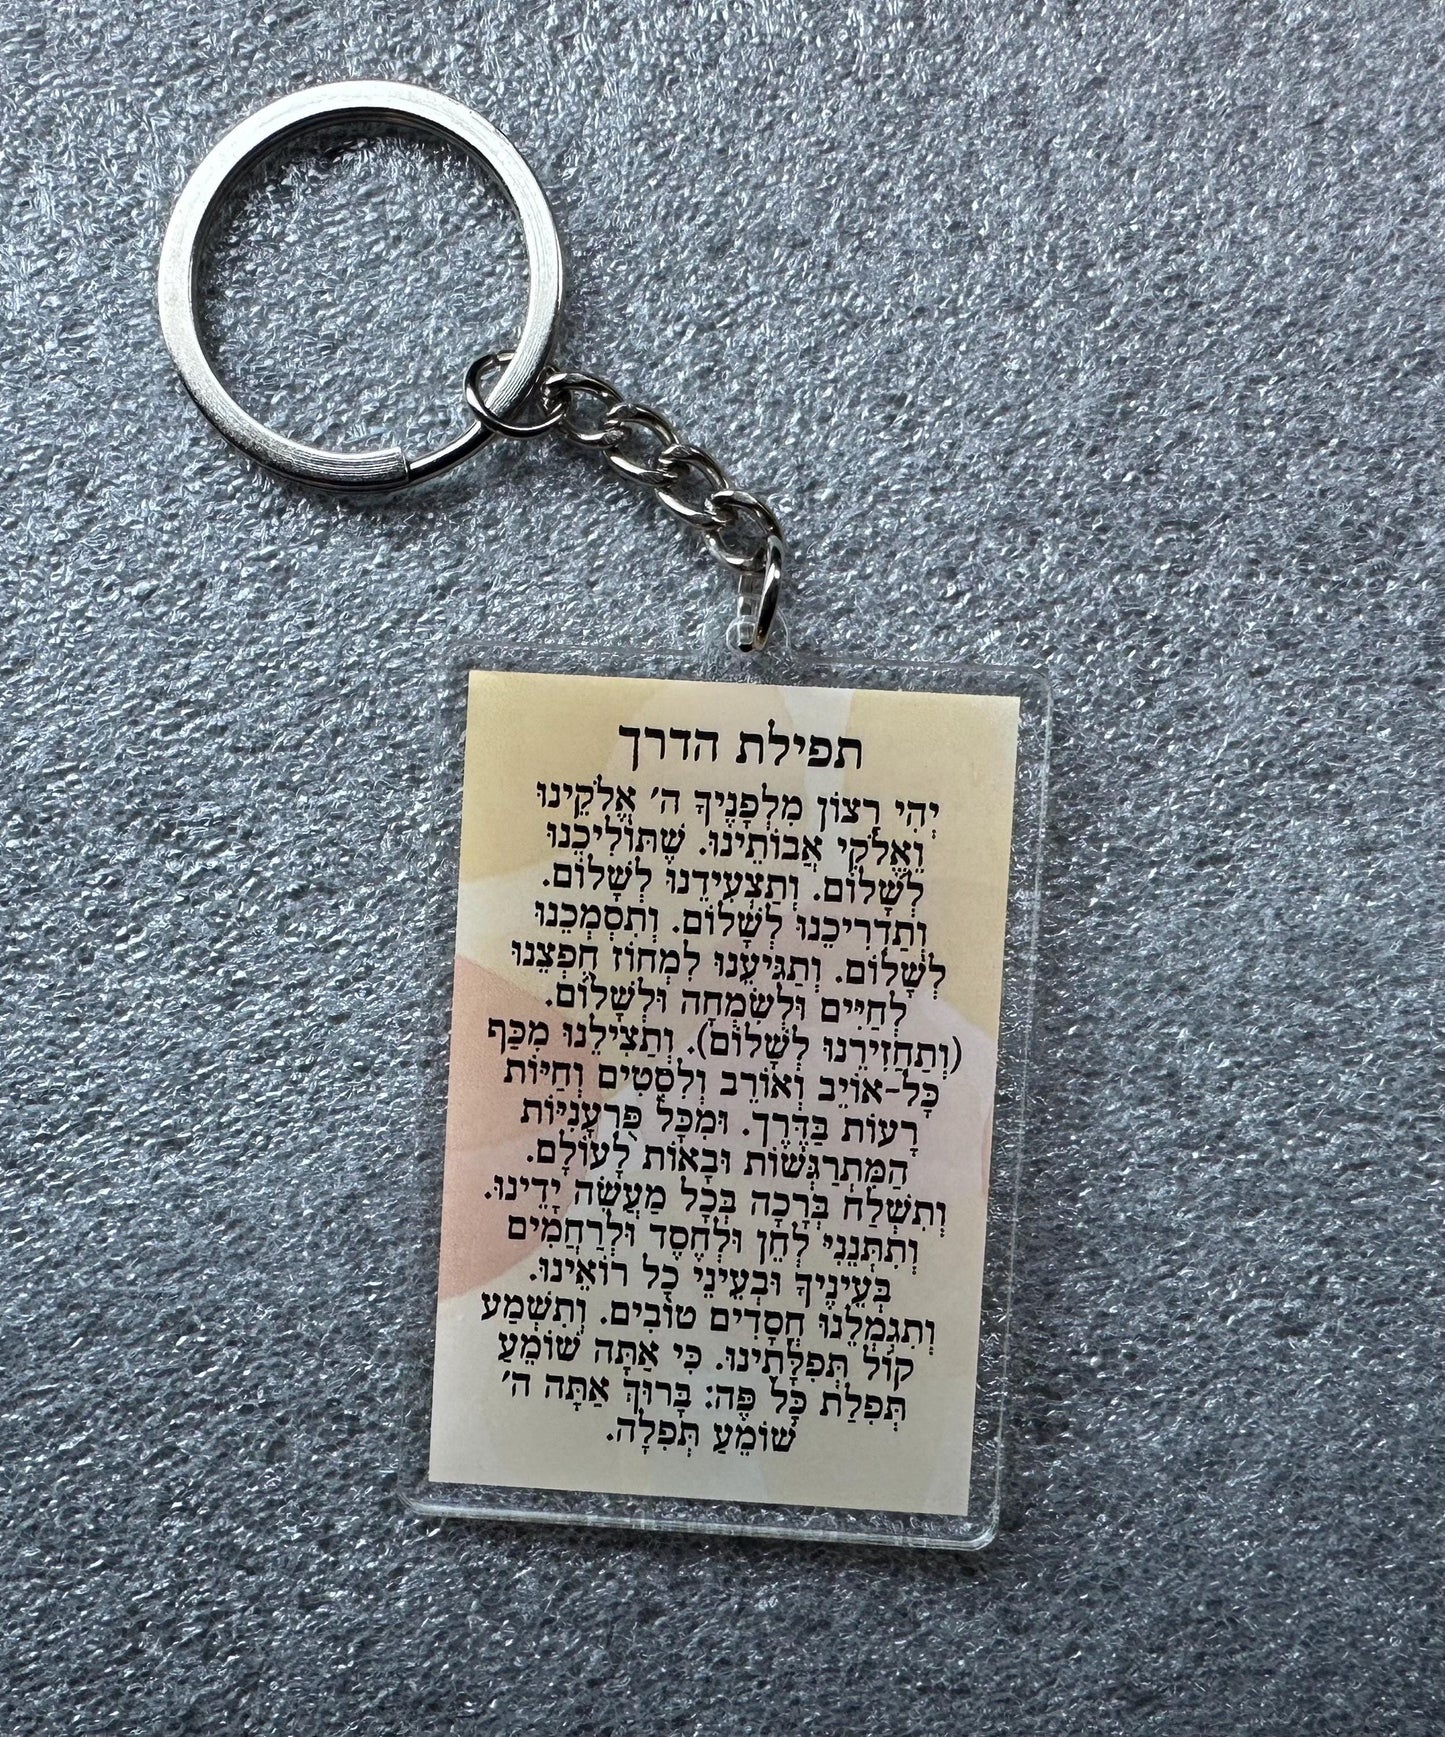 תפילת הדרך
יְהִי רָצוֹן מִלְפָנֶיךָ ה׳ אֱלֹקֵינוּ
וֵאֱלֹקֵי אֲבוֹתֵינוּ. שֶׁתּוֹלִיכֵנוּ
לְשָׁלוֹם. וְתַצְעִידֵנוּ לְשָׁלוֹם.
וְתַדְרִיכֵנוּ לְשָׁלוֹם. וְתִסְמְכֵנוּ
לְשָׁלוֹם. וְתַגִּיעֵנוּ לִמְחוֹז חֶפְצֵנוּ
לְחַיִּים וּלְשִׂמְחָה וּלְשָׁלוֹם.
(וְתַחֲזִירֵנוּ לְשָׁלוֹם). וְתַצִּילֵנוּ מִכַּף
כָּל-אוֹיֵב וְאוֹרֵב וְלִסְטִים וְחַיּוֹת
רָעוֹת בַּדֶּרֶךְ. וּמִכָּל פֻּרְעָנִיּוֹת
הַמִּתְרַגְּשׁוֹת וּבָאוֹת לָעוֹלָם.
וְתִשְׁלַח בְּרָכָה בְּכָל מַעֲשֵׂה יָדֵינוּ.
וְתִתְּנֵנִי לְחֵן וּלְחֶסֶד וּלְרַחֲמִים
בְּעֵינֶיךָ וּבְעֵינֵי כָל רוֹאֵינוּ.
וְתִגְמְלֵנוּ חֲסָדִים טוֹבִים. וְתִשְׁמַע
קוֹל תְּפִלָּתֵינוּ. כִּי אַתָּה שׁוֹמֵעַ
תְּפִלַת כָּל פֶּה: בָּרוּךְ אַתָּה ה׳
שׁוֹמֵעַ תְּפִלָה.